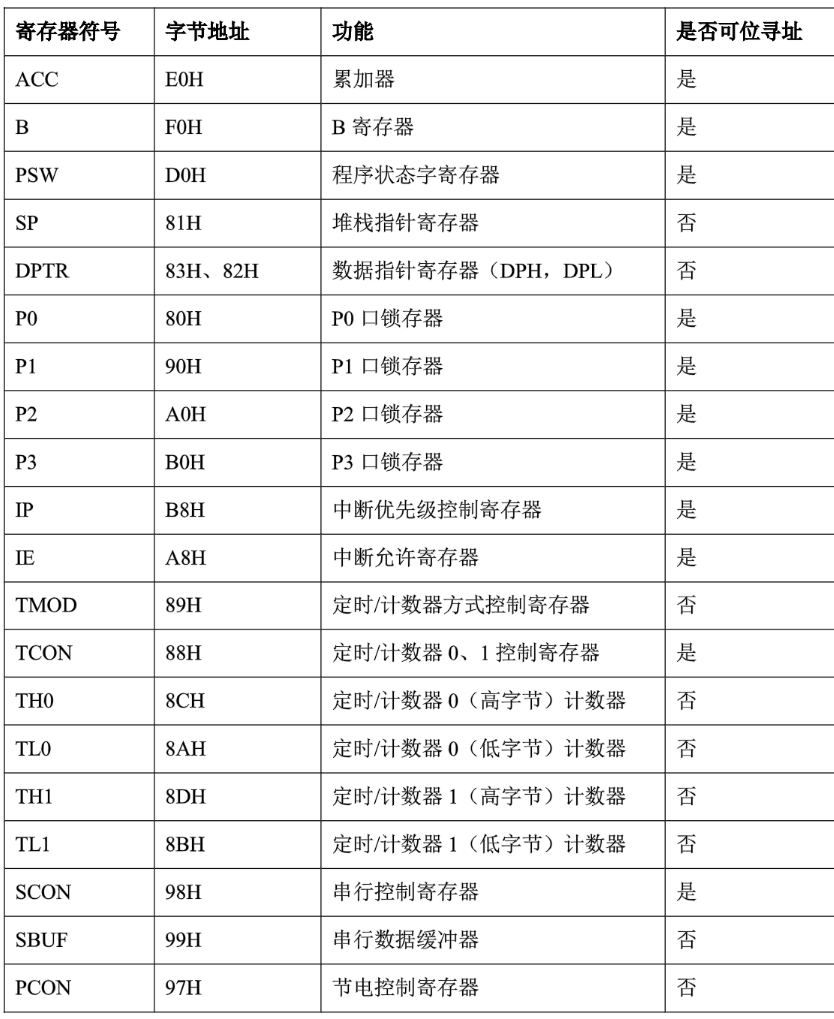 寄存器符号 字节地址 功能 是否可位寻址
ACC E0H 累加器 是
B F0H B 寄存器 是
PSW D0H 程序状态字寄存器 是
SP 81H 堆栈指针寄存器 否
DPTR 83H、82H 数据指针寄存器（DPH，DPL） 否
P0 80H P0 口锁存器 是
P1 90H P1 口锁存器 是
P2 A0H P2 口锁存器 是
P3 B0H P3 口锁存器 是
IP B8H 中断优先级控制寄存器 是
IE A8H 中断允许寄存器 是
TMOD 89H 定时/计数器方式控制寄存器 否
TCON 88H 定时/计数器 0、1 控制寄存器 是
TH0 8CH 定时/计数器 0（高字节）计数器 否
TL0 8AH 定时/计数器 0（低字节）计数器 否
TH1 8DH 定时/计数器 1（高字节）计数器 否
TL1 8BH 定时/计数器 1（低字节）计数器 否
SCON 98H 串行控制寄存器 是
SBUF 99H 串行数据缓冲器 否
PCON 97H 节电控制寄存器 否